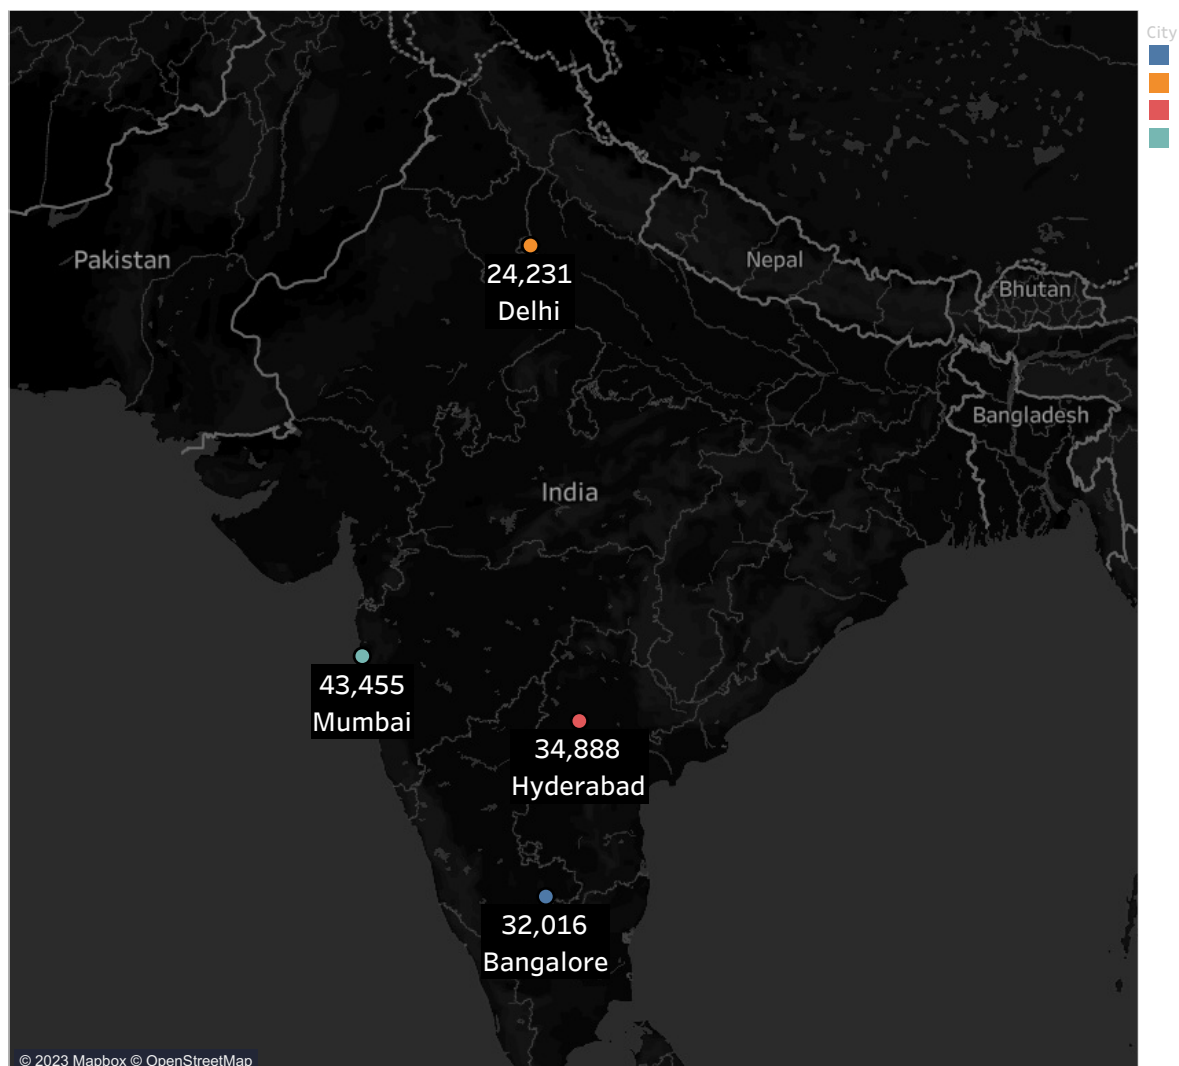 City
Pakistan
Nepal
Bhutan
24,231
Delhi
Bangladesh
India
43,455
Mumbai
34,888
Hyderabad
32,016
Bangalore
© 2023 Mapbox © OpenStreetMap